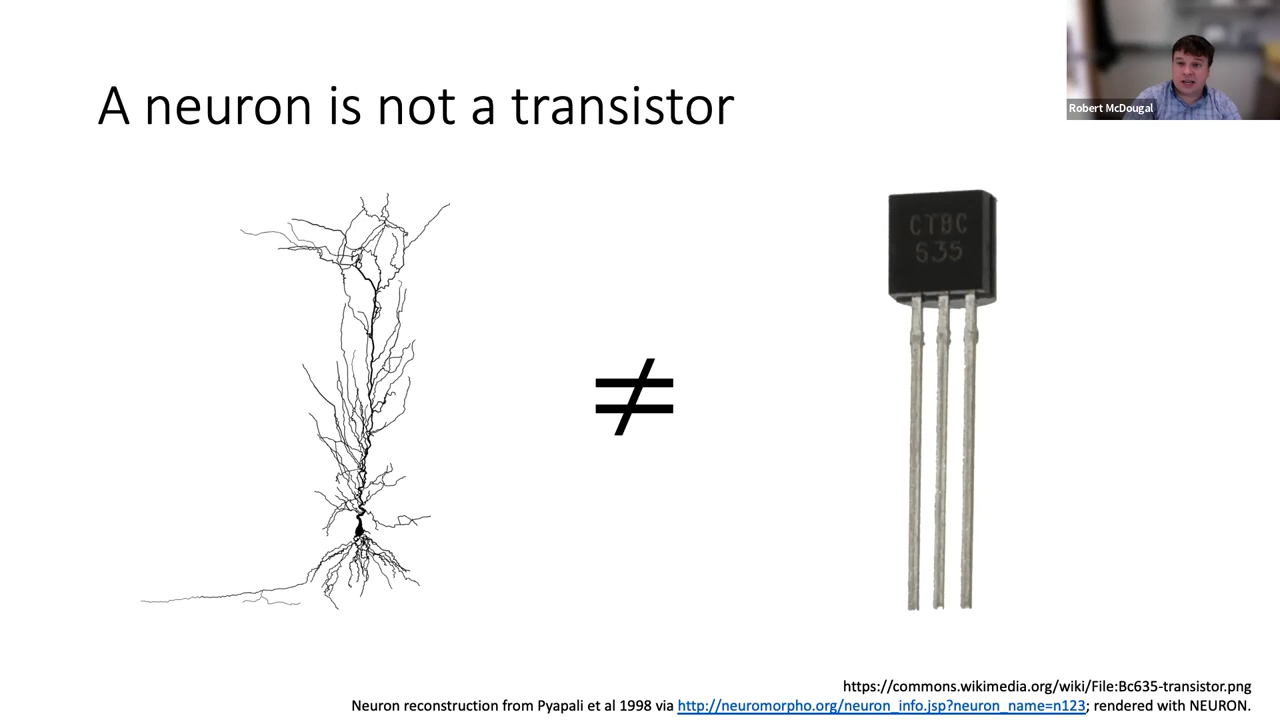 A neuron is not a transistor
Robert McDougal
CTBC
635
≠
https://commons.wikimedia.org/wiki/File:Bc635-transistor.png
Neuron reconstruction from Pyapali et al 1998 via http://neuromorpho.org/neuron_info.jsp?neuron_name=n123; rendered with NEURON.